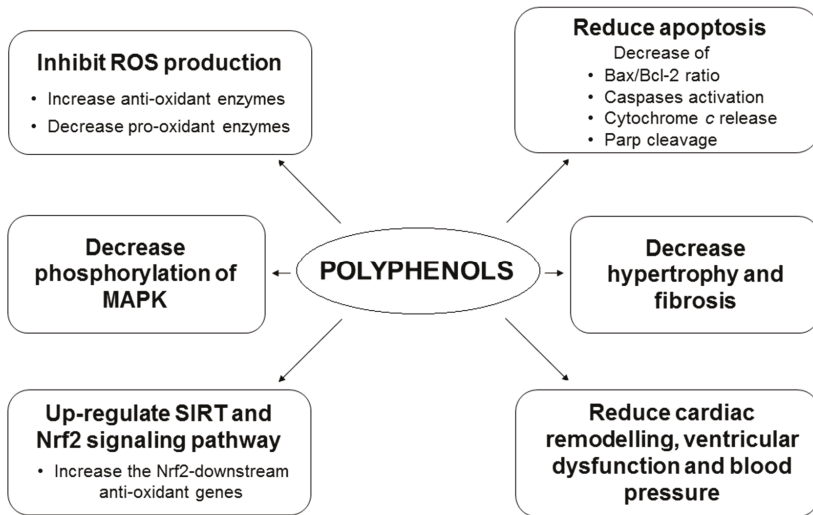 Inhibit ROS production
• Increase anti-oxidant enzymes
• Decrease pro-oxidant enzymes
Reduce apoptosis
Decrease of
• Bax/Bcl-2 ratio
• Caspases activation
• Cytochrome c release
• Parp cleavage
Decrease
phosphorylation of
MAPK
POLYPHENOLS
Decrease
hypertrophy and
fibrosis
Up-regulate SIRT and
Nrf2 signaling pathway
• Increase the Nrf2-downstream
anti-oxidant genes
Reduce cardiac
remodelling, ventricular
dysfunction and blood
pressure